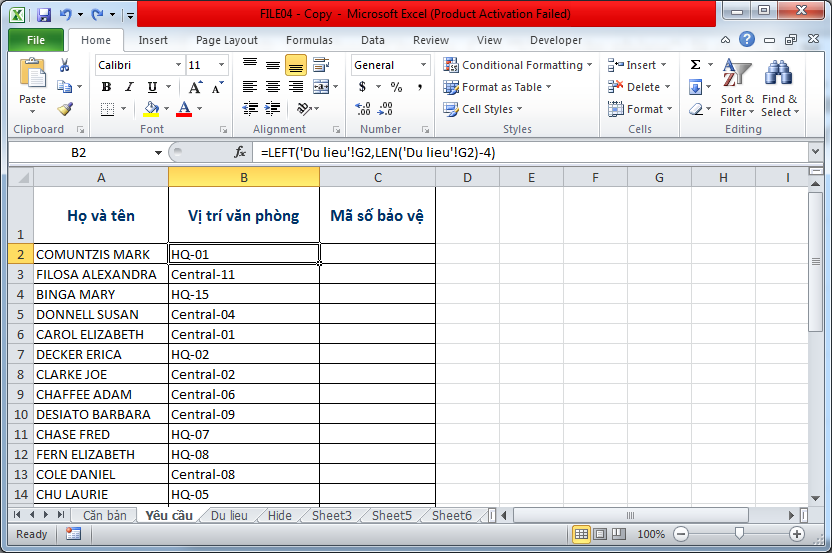 FILE04 - Copy - Microsoft Excel (Product Activation Failed)
File Home Insert Page Layout Formulas Data Review View Developer
Paste
Calibri 11
B I U
A A
General
$ % ,
Conditional Formatting
Format as Table
Cell Styles
Insert
Delete
Format
Σ
Sort & Filter
Find & Select
Clipboard Font Alignment Number Styles Cells Editing
B2 fx =LEFT('Du lieu'!G2,LEN('Du lieu'!G2)-4)
A B C D E F G H I
1 Họ và tên Vị trí văn phòng Mã số bảo vệ
2 COMUNTZIS MARK HQ-01
3 FILOSA ALEXANDRA Central-11
4 BINGA MARY HQ-15
5 DONNELL SUSAN Central-04
6 CAROL ELIZABETH Central-01
7 DECKER ERICA HQ-02
8 CLARKE JOE Central-02
9 CHAFFEE ADAM Central-06
10 DESIATO BARBARA Central-09
11 CHASE FRED HQ-07
12 FERN ELIZABETH HQ-08
13 COLE DANIEL Central-08
14 CHU LAURIE HQ-05
Căn bản Yêu cầu Du lieu Hide Sheet3 Sheet5 Sheet6
Ready 100%